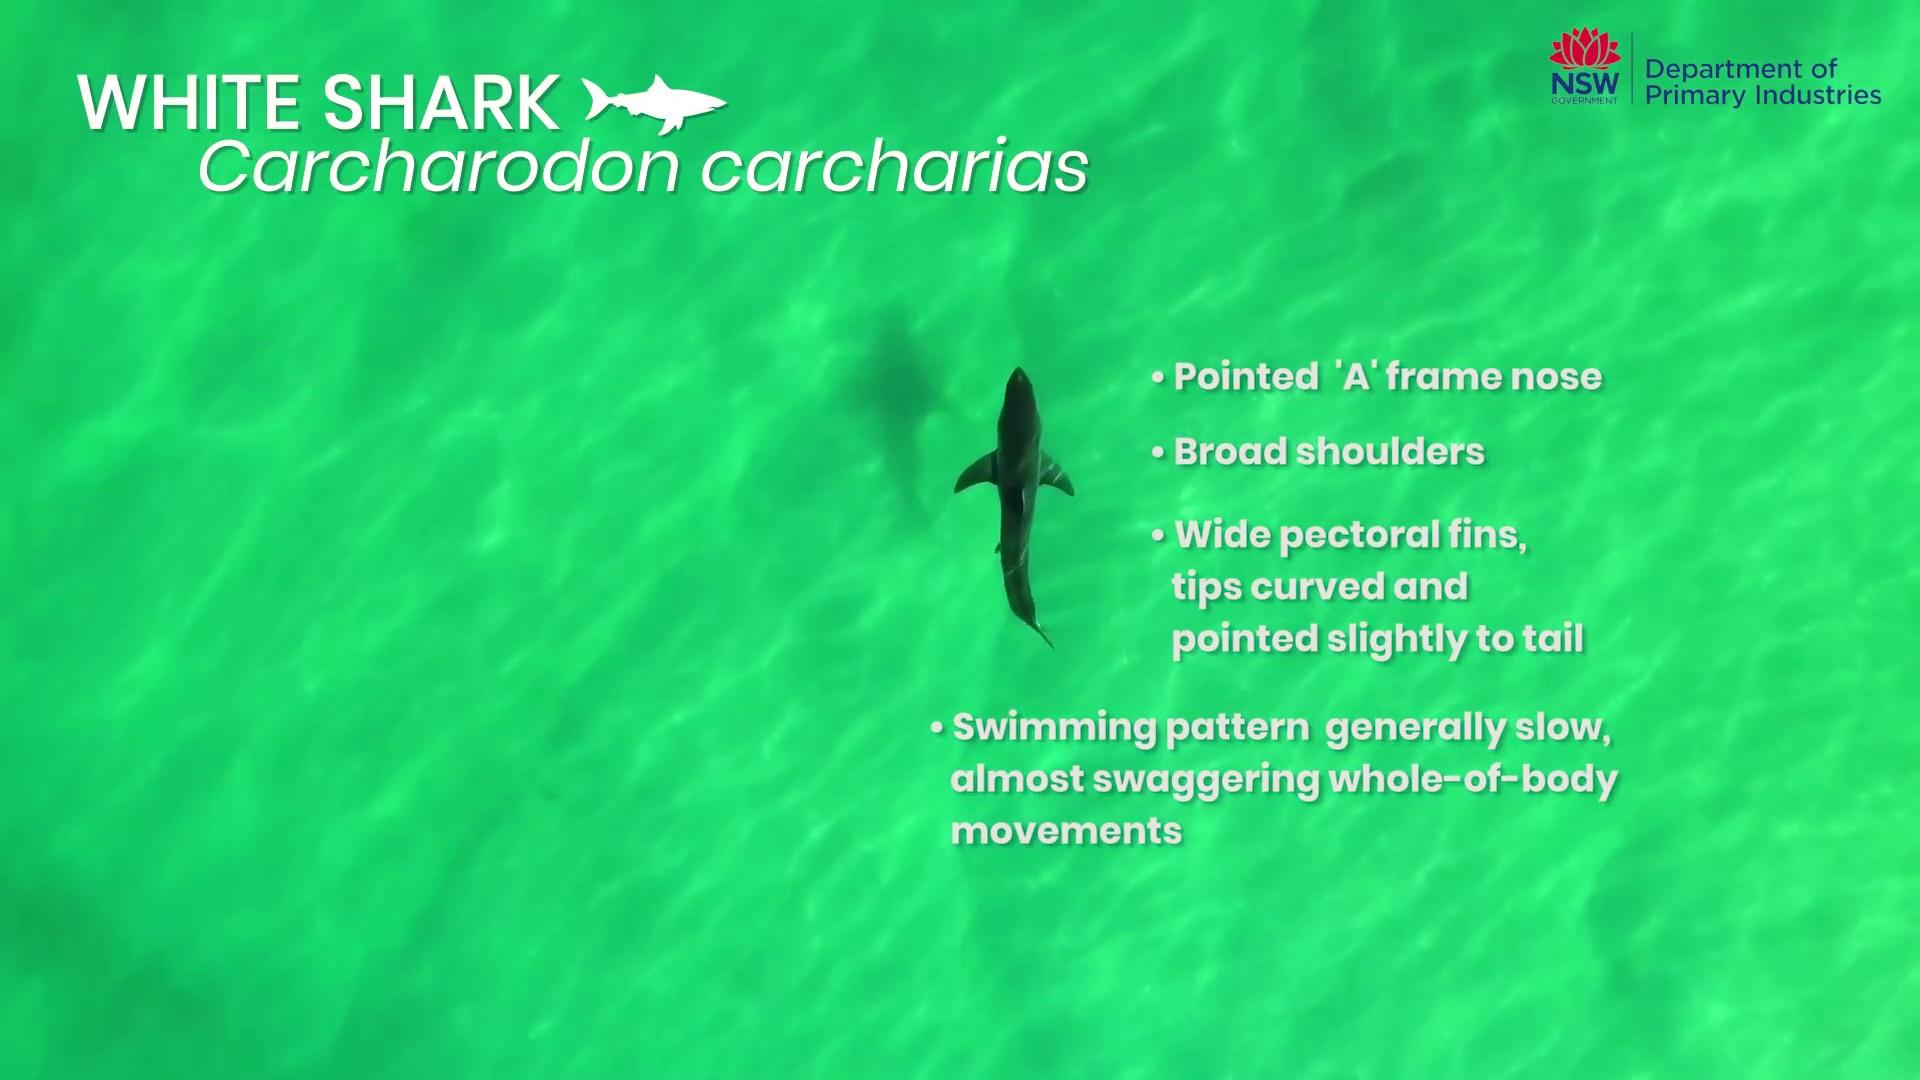 WHITE SHARK
Carcharodon carcharias
NSW
GOVERNMENT
Department of
Primary Industries
• Pointed 'A' frame nose
• Broad shoulders
• Wide pectoral fins,
tips curved and
pointed slightly to tail
• Swimming pattern generally slow,
almost swaggering whole-of-body
movements